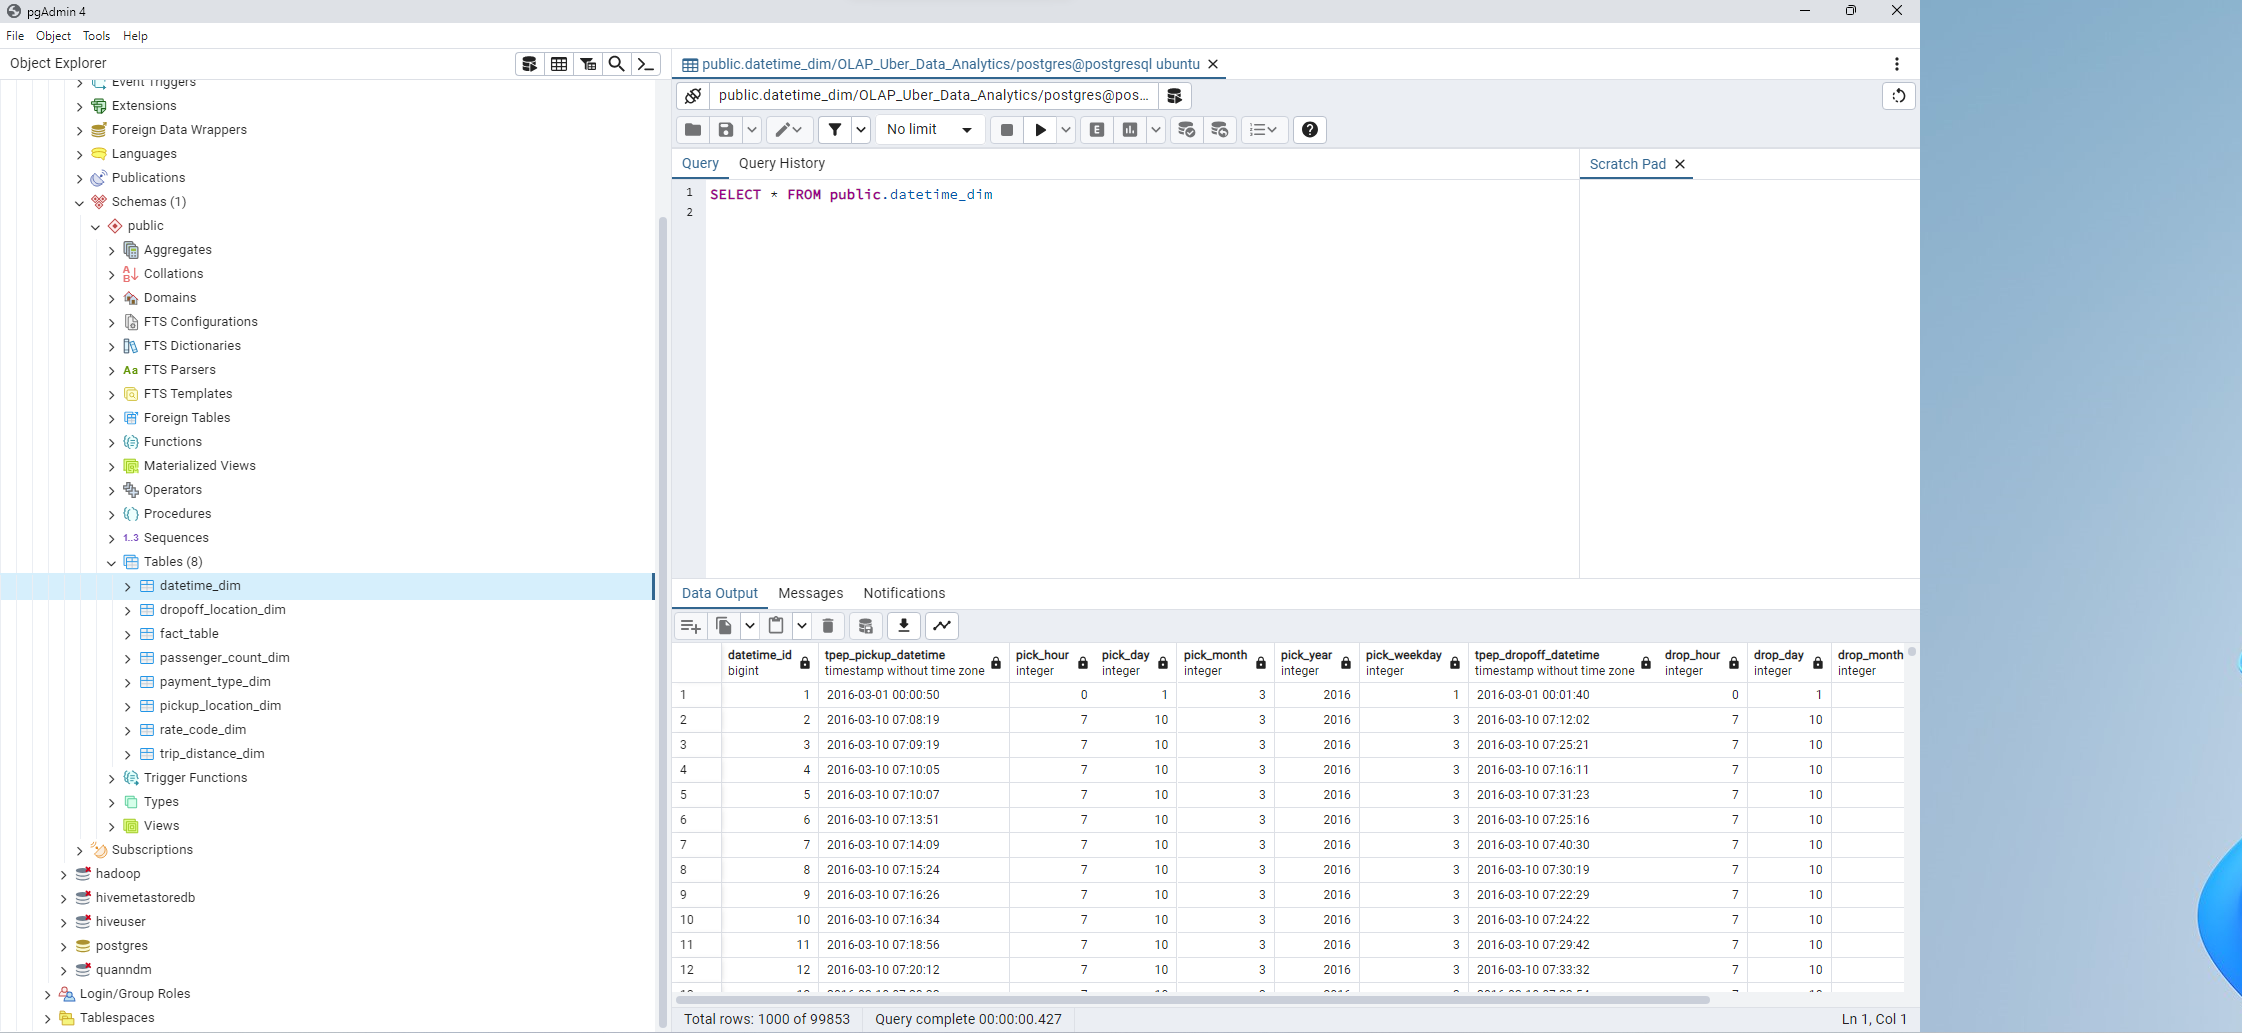 pgAdmin 4
File Object Tools Help
Object Explorer
Event Triggers
Extensions
Foreign Data Wrappers
Languages
Publications
Schemas (1)
public
Aggregates
Collations
Domains
FTS Configurations
FTS Dictionaries
Aa FTS Parsers
FTS Templates
Foreign Tables
Functions
Materialized Views
Operators
Procedures
1..3 Sequences
Tables (8)
datetime_dim
dropoff_location_dim
fact_table
passenger_count_dim
payment_type_dim
pickup_location_dim
rate_code_dim
trip_distance_dim
Trigger Functions
Types
Views
Subscriptions
hadoop
hivemetastoredb
hiveuser
postgres
quanndm
Login/Group Roles
Tablespaces
public.datetime_dim/OLAP_Uber_Data_Analytics/postgres@postgresql ubuntu
public.datetime_dim/OLAP_Uber_Data_Analytics/postgres@pos...
No limit
E
Query Query History
Scratch Pad
1 SELECT * FROM public.datetime_dim
2
Data Output Messages Notifications
datetime_id tpep_pickup_datetime pick_hour pick_day pick_month pick_year pick_weekday tpep_dropoff_datetime drop_hour drop_day drop_month
bigint timestamp without time zone integer integer integer integer integer timestamp without time zone integer integer integer
1 1 2016-03-01 00:00:50 0 1 3 2016 1 2016-03-01 00:01:40 0 1
2 2 2016-03-10 07:08:19 7 10 3 2016 3 2016-03-10 07:12:02 7 10
3 3 2016-03-10 07:09:19 7 10 3 2016 3 2016-03-10 07:25:21 7 10
4 4 2016-03-10 07:10:05 7 10 3 2016 3 2016-03-10 07:16:11 7 10
5 5 2016-03-10 07:10:07 7 10 3 2016 3 2016-03-10 07:31:23 7 10
6 6 2016-03-10 07:13:51 7 10 3 2016 3 2016-03-10 07:25:16 7 10
7 7 2016-03-10 07:14:09 7 10 3 2016 3 2016-03-10 07:40:30 7 10
8 8 2016-03-10 07:15:24 7 10 3 2016 3 2016-03-10 07:30:19 7 10
9 9 2016-03-10 07:16:26 7 10 3 2016 3 2016-03-10 07:22:29 7 10
10 10 2016-03-10 07:16:34 7 10 3 2016 3 2016-03-10 07:24:22 7 10
11 11 2016-03-10 07:18:56 7 10 3 2016 3 2016-03-10 07:29:42 7 10
12 12 2016-03-10 07:20:12 7 10 3 2016 3 2016-03-10 07:33:32 7 10
Total rows: 1000 of 99853 Query complete 00:00:00.427 Ln 1, Col 1